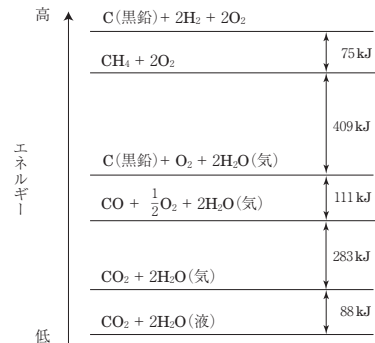 高
C(黒鉛) + 2H₂ + 2O₂
75 kJ
CH₄ + 2O₂
409 kJ
エネルギー
C(黒鉛) + O₂ + 2H₂O(気)
111 kJ
CO + 1/2 O₂ + 2H₂O(気)
283 kJ
CO₂ + 2H₂O(気)
88 kJ
CO₂ + 2H₂O(液)
低